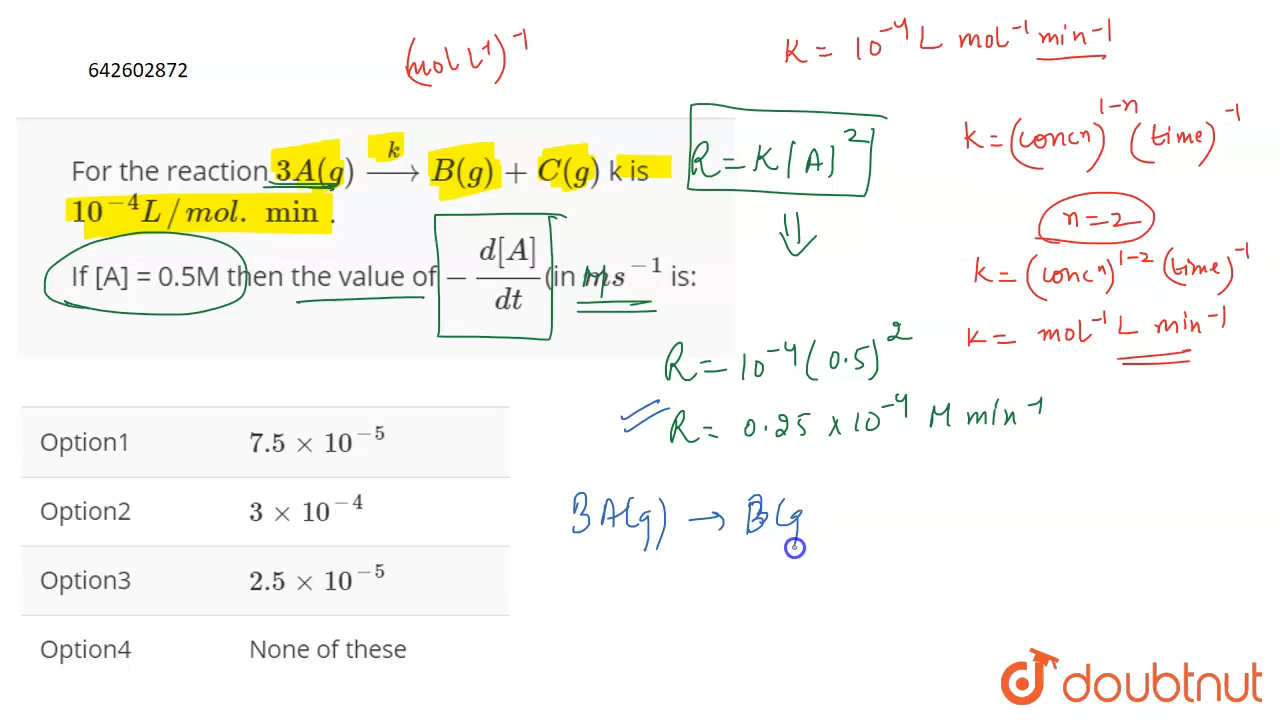 642602872
(mol L⁻¹)⁻¹
K = 10⁻⁴ L mol⁻¹ min⁻¹
For the reaction 3A(g) —k→ B(g) + C(g) k is
10⁻⁴L/mol. min .
If [A] = 0.5M then the value of − d[A]/dt (in Ms⁻¹ is:
R = K[A]²
⇓
K = (concⁿ)¹⁻ⁿ (time)⁻¹
n = 2
K = (concⁿ)¹⁻² (time)⁻¹
K = mol⁻¹ L min⁻¹
R = 10⁻⁴ (0.5)²
R = 0.25 × 10⁻⁴ M min⁻¹
3A(g) → B(g
Option1 7.5 × 10⁻⁵
Option2 3 × 10⁻⁴
Option3 2.5 × 10⁻⁵
Option4 None of these
doubtnut